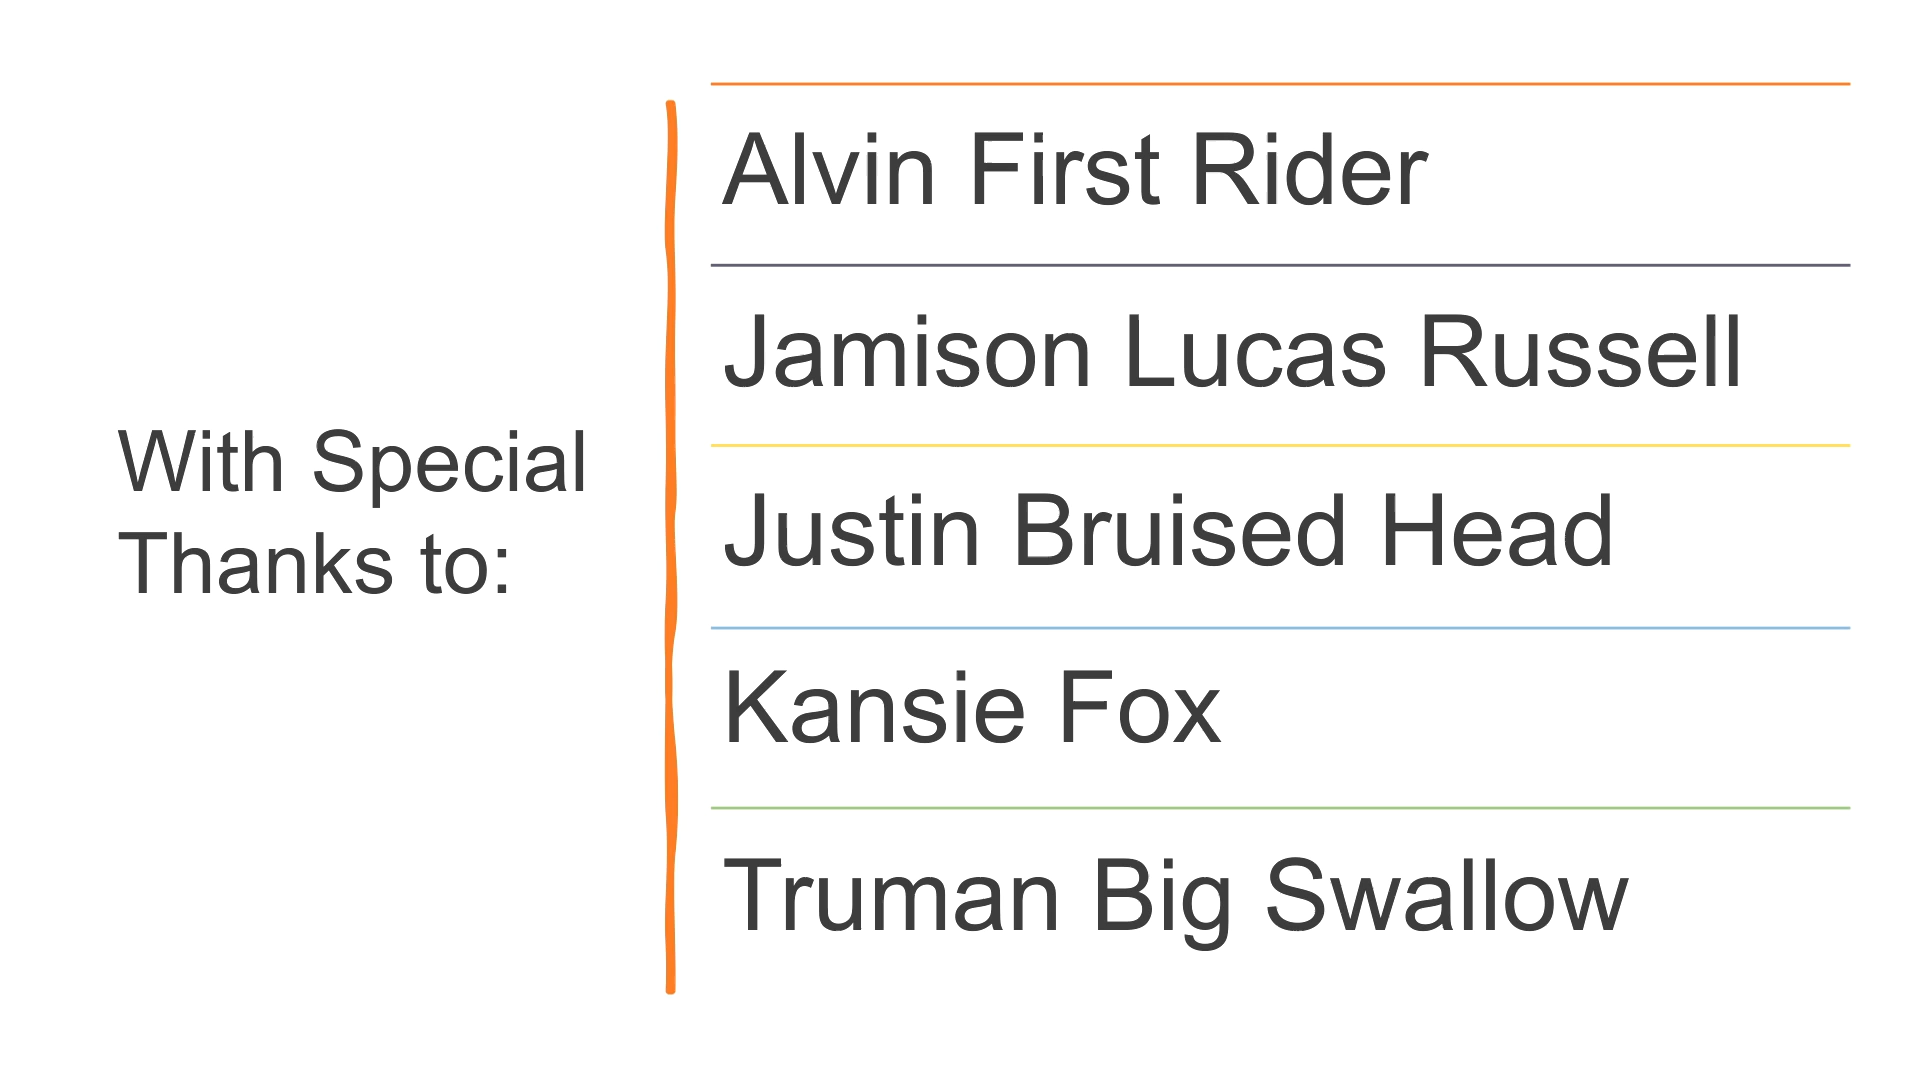 With Special
Thanks to:
Alvin First Rider
Jamison Lucas Russell
Justin Bruised Head
Kansie Fox
Truman Big Swallow